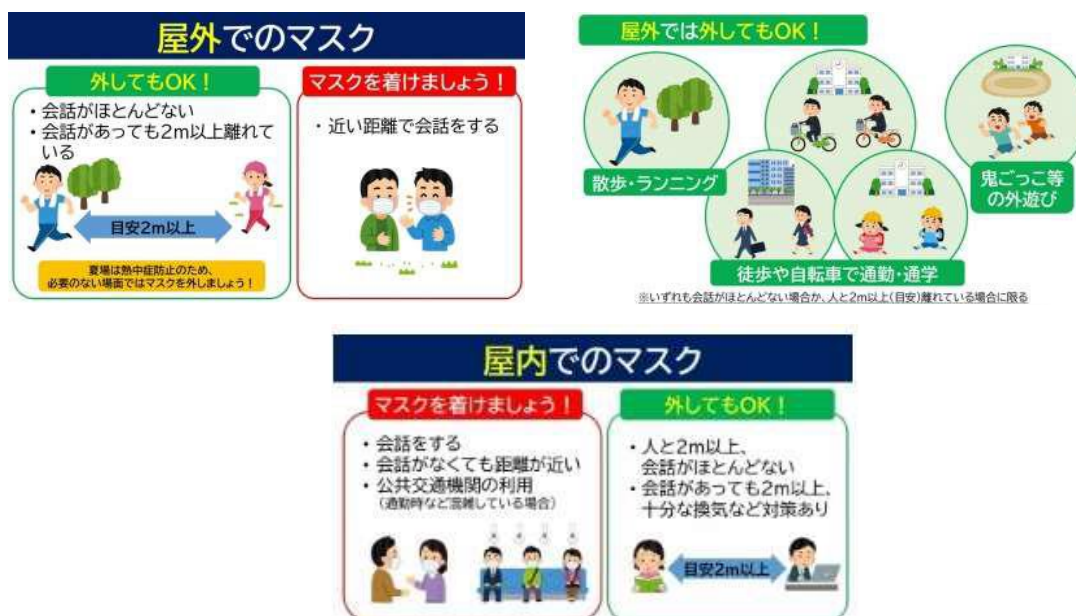 屋外でのマスク
外してもOK！
・会話がほとんどない
・会話があっても2m以上離れて
いる
目安2m以上
夏場は熱中症防止のため、
必要のない場面ではマスクを外しましょう！
マスクを着けましょう！
・近い距離で会話をする
屋外では外してもOK！
散歩・ランニング
鬼ごっこ等
の外遊び
徒歩や自転車で通勤・通学
※いずれも会話がほとんどない場合か、人と2m以上(目安)離れている場合に限る
屋内でのマスク
マスクを着けましょう！
・会話をする
・会話がなくても距離が近い
・公共交通機関の利用
(通勤時など混雑している場合)
外してもOK！
・人と2m以上、
会話がほとんどない
・会話があっても2m以上、
十分な換気など対策あり
目安2m以上